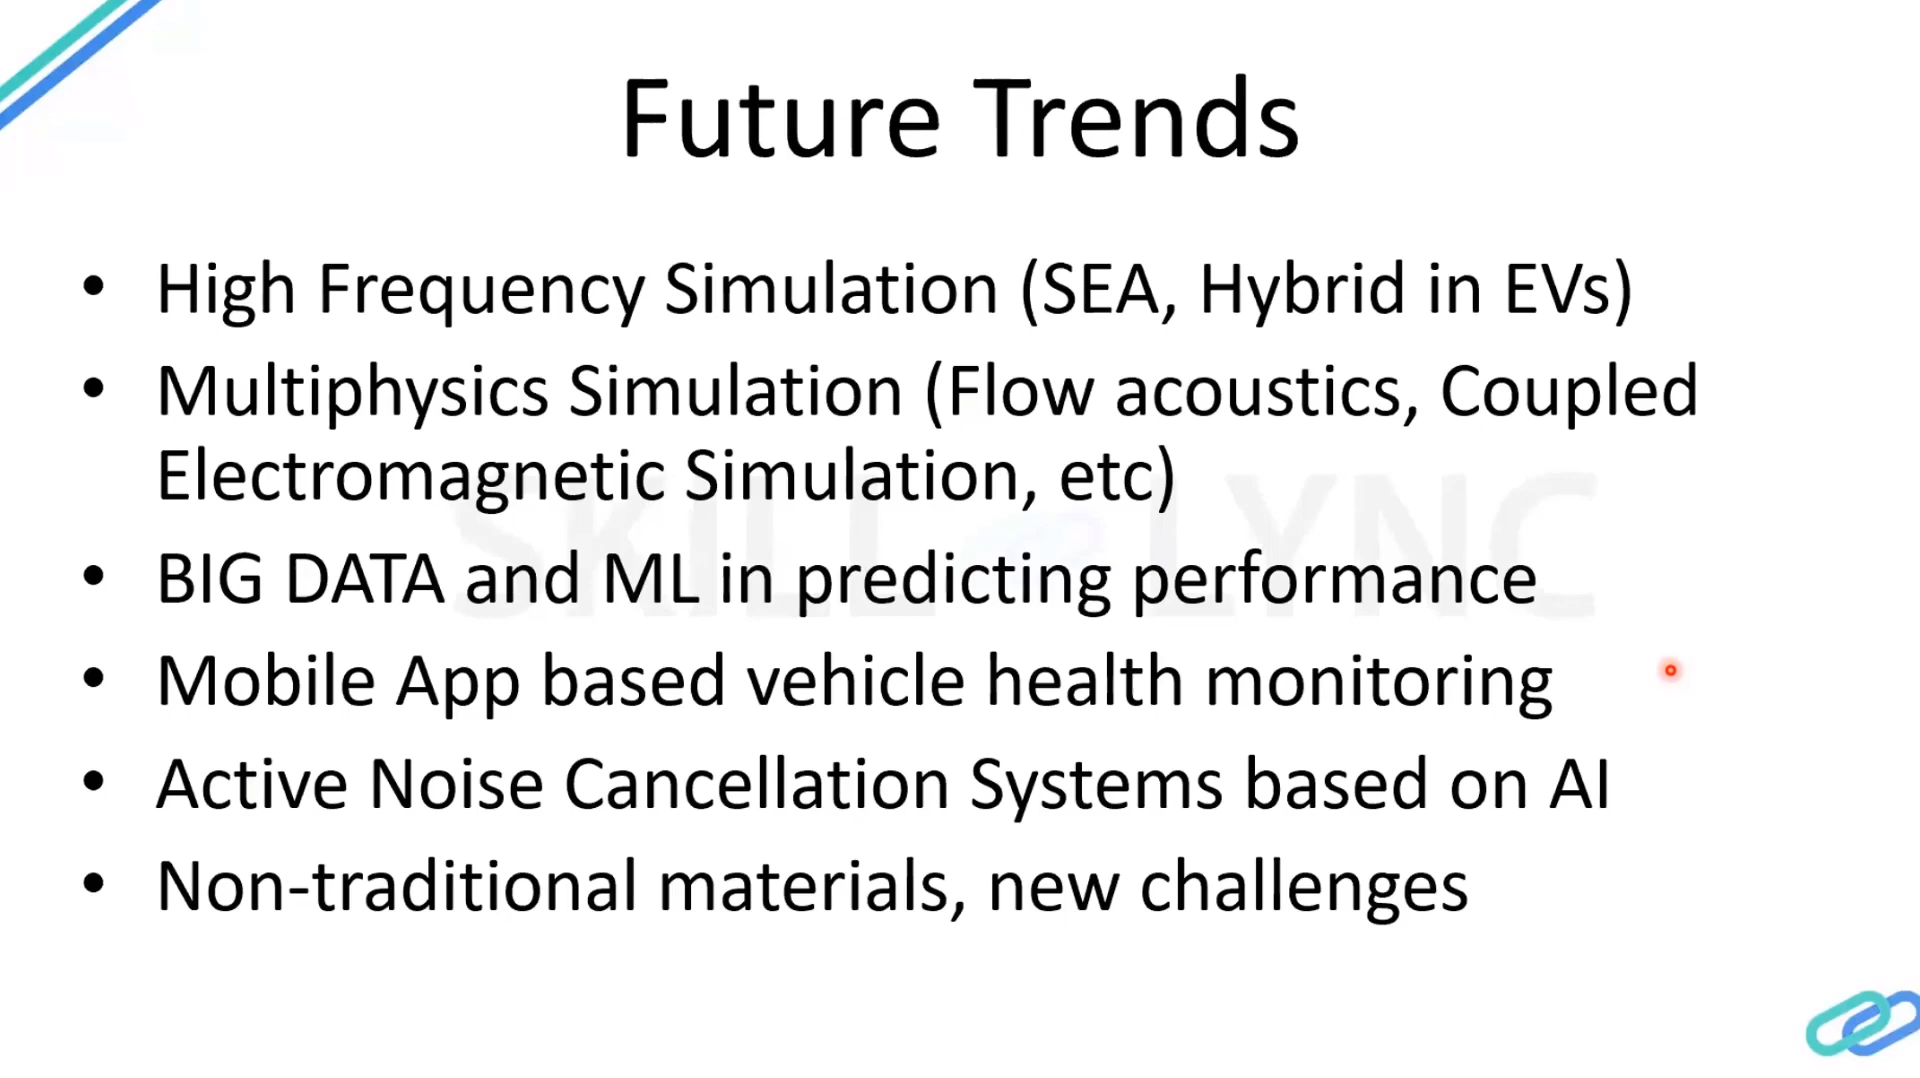 Future Trends
• High Frequency Simulation (SEA, Hybrid in EVs)
• Multiphysics Simulation (Flow acoustics, Coupled
Electromagnetic Simulation, etc)
SKILL LYNC
• BIG DATA and ML in predicting performance
• Mobile App based vehicle health monitoring
• Active Noise Cancellation Systems based on AI
• Non-traditional materials, new challenges